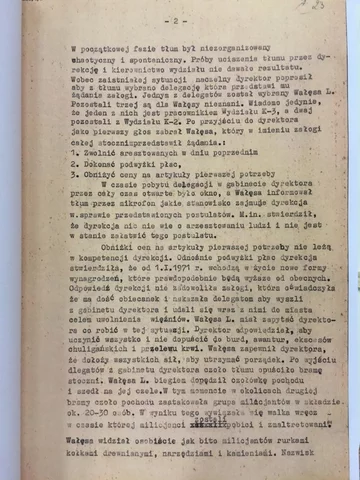 - 2 -
23
W początkowej fazie tłum był niezorganizowany
chaotyczny i spontaniczny. Próby uciszenia tłumu przez dy-
rekcję i kierownictwo wydziału nie dawało rezultatu.
Wobec zaistniałej sytuacji naczelny dyrektor poprosił
aby z tłumu wybrano delegację która przedstawi mu
żądania załogi. Jednym z delegatów został wybrany Wałęsa L.
Pozostali trzej są dla Wałęsy nieznani. Wiadomo jedynie,
że jeden z nich jest pracownikiem Wydziału K-3, a dwaj
pozostali z Wydziału K-2. Po przyjściu do dyrektora
jako pierwszy głos zabrał Wałęsa, który w imieniu załogi
całej stoczni przedstawił żądania.
1. Zwolnić aresztowanych w dniu poprzednim
2. Dokonać podwyżki płac,
3. Obniżyć ceny na artykuły pierwszej potrzeby
W czasie pobytu delegacji w gabinecie dyrektora
przez cały czas otwarte było okno, a Wałęsa informował
tłum przez mikrofon jakie stanowisko zajmuje dyrekcja
w sprawie przedstawionych postulatów. M.in. stwierdził,
że dyrekcja nic nie wie o aresztowaniu ludzi i nie jest
w stanie załatwić tego postulatu.
Obniżki cen na artykuły pierwszej potrzeby nie leżą
w kompetencji dyrekcji. Odnośnie podwyżki płac dyrekcja
stwierdziła, że od 1.I.1971 r. wchodzą w życie nowe formy
wynagrodzeń, które prawdopodobnie będą wyższe od obecnych.
Odpowiedź dyrekcji nie zadowoliła załogi, która oświadczyła
że ma dość obiecanek i nakazała delegatom aby wyszli
z gabinetu dyrektora i udali się wraz z nimi do miasta
celem uwolnienia więźniów. Wałęsa L. miał zapytać dyrekto-
ra co robić w tej sytuacji. Dyrektor odpowiedział, aby
uczynić wszystko i nie dopuścić do burd, awantur, ekscesów
chuligańskich i przelewu krwi. Wałęsa zapewnił dyrektora,
że dołoży wszystkich sił, aby utrzymać porządek. Po wyjściu
delegatów z gabinetu dyrektora czoło tłumu opuściło bramę
stoczni. Wałęsa L. biegiem dopędził czołówkę pochodu
i szedł na jej czele. W tym momencie w okolicach drugiej
bramy czoło pochodu zaatakowała grupa milicjantów w składzie
ok. 20-30 osób. W wyniku tego wywiązała się walka wręcz
zostali
w czasie której milicjanci pobici i zmaltretowani
Wałęsa widział osobiście jak bito milicjantów rurkami
kołkami drewnianymi, narzędziami i kamieniami. Nazwisk